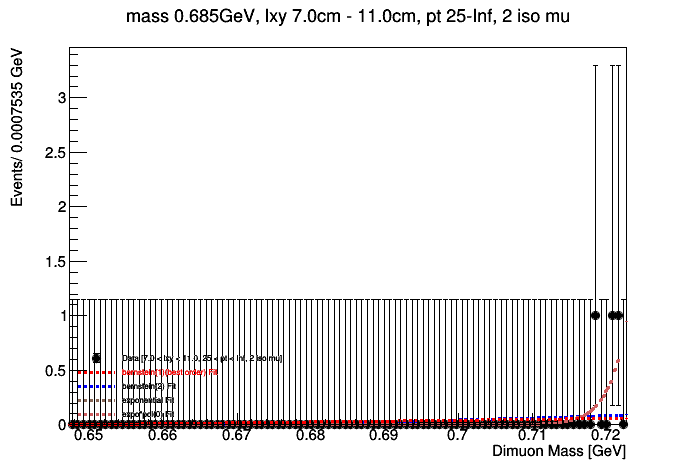 mass 0.685GeV, lxy 7.0cm - 11.0cm, pt 25-Inf, 2 iso mu
Events/ 0.0007535 GeV
3
2.5
2
1.5
1
0.5
0
Data [7.0 < lxy < 11.0, 25 < pt < Inf, 2 iso mu]
bernstein(1)(best order) Fit
bernstein(2) Fit
exponential Fit
0.65 0.66 0.67 0.68 0.69 0.7 0.71 0.72
Dimuon Mass [GeV]